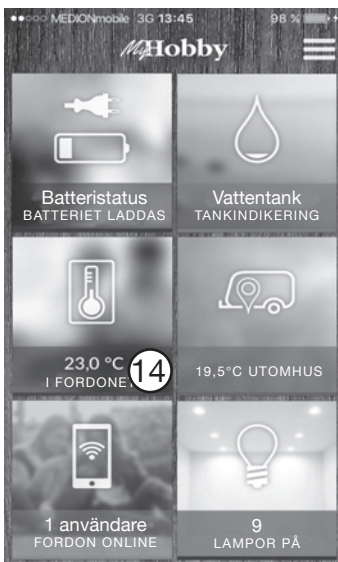 MEDIONmobile 3G 13:45 98 %
MyHobby
Batteristatus
BATTERIET LADDAS
Vattentank
TANKINDIKERING
23,0 °C
I FORDONET
14
19,5°C UTOMHUS
1 användare
FORDON ONLINE
9
LAMPOR PÅ